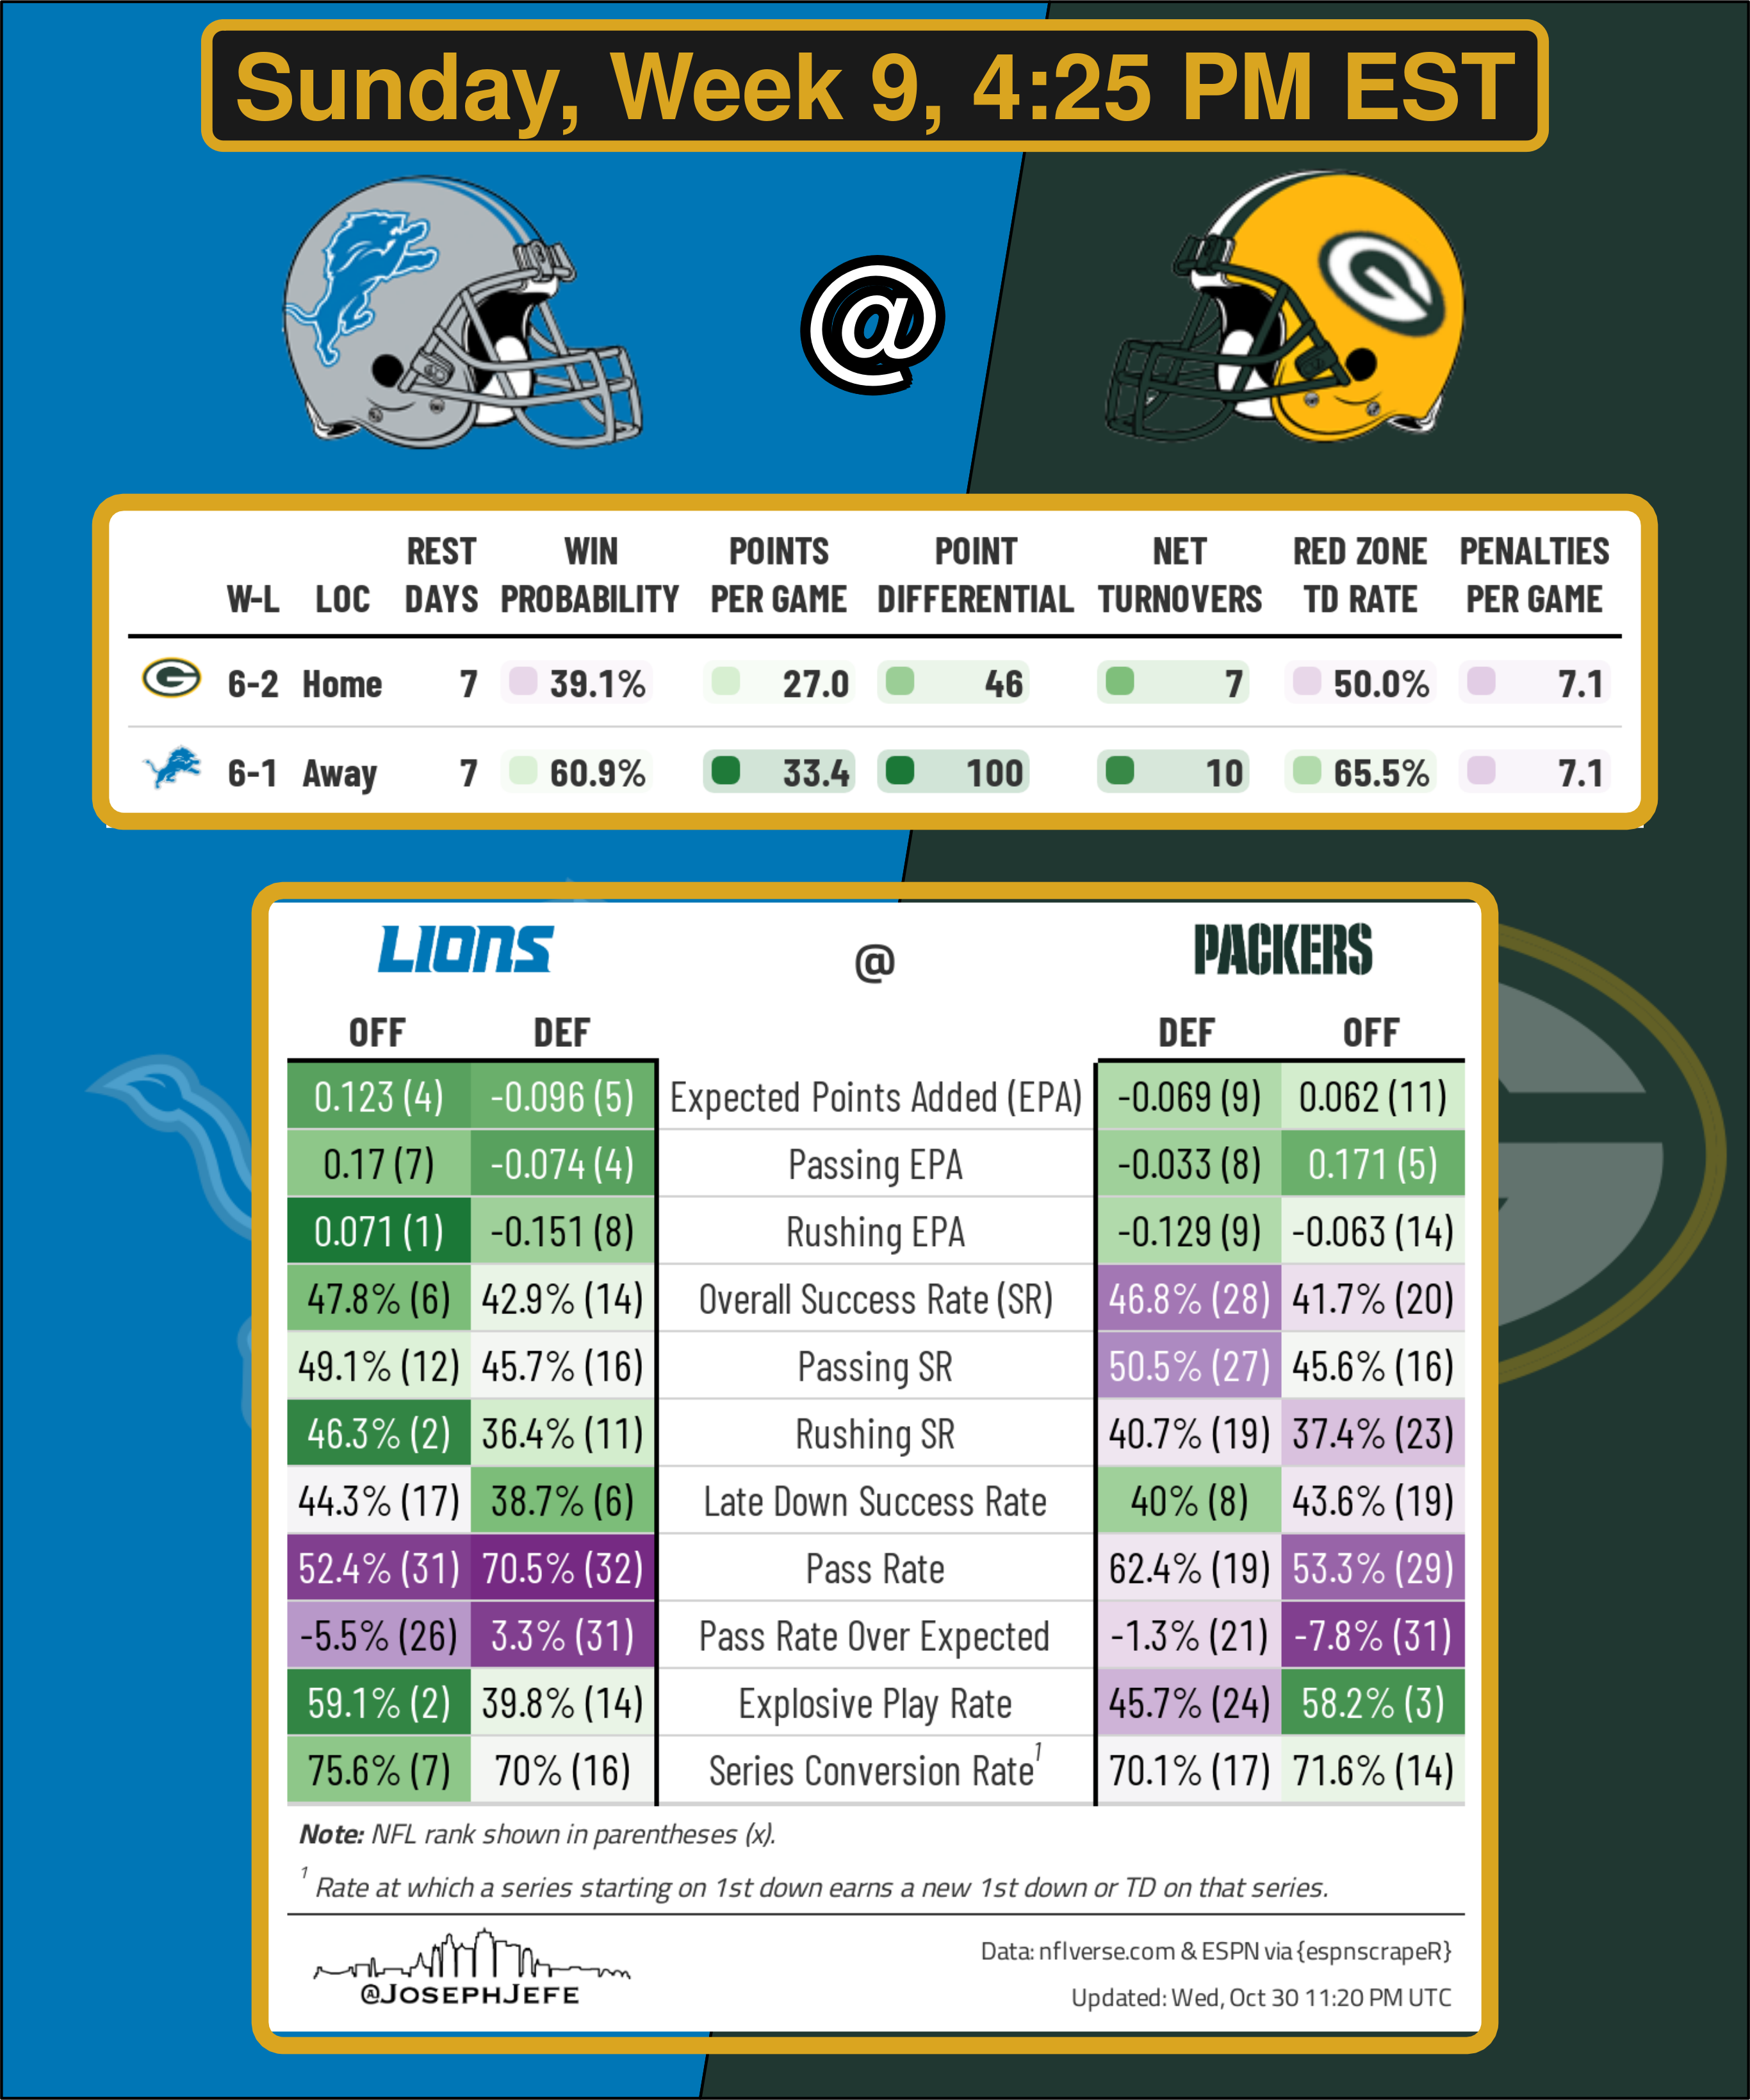 Sunday, Week 9, 4:25 PM EST
@
W-L LOC REST DAYS WIN PROBABILITY POINTS PER GAME POINT DIFFERENTIAL NET TURNOVERS RED ZONE TD RATE PENALTIES PER GAME
G 6-2 Home 7 39.1% 27.0 46 7 50.0% 7.1
6-1 Away 7 60.9% 33.4 100 10 65.5% 7.1
LIONS @ PACKERS
OFF DEF DEF OFF
0.123 (4) -0.096 (5) Expected Points Added (EPA) -0.069 (9) 0.062 (11)
0.17 (7) -0.074 (4) Passing EPA -0.033 (8) 0.171 (5)
0.071 (1) -0.151 (8) Rushing EPA -0.129 (9) -0.063 (14)
47.8% (6) 42.9% (14) Overall Success Rate (SR) 46.8% (28) 41.7% (20)
49.1% (12) 45.7% (16) Passing SR 50.5% (27) 45.6% (16)
46.3% (2) 36.4% (11) Rushing SR 40.7% (19) 37.4% (23)
44.3% (17) 38.7% (6) Late Down Success Rate 40% (8) 43.6% (19)
52.4% (31) 70.5% (32) Pass Rate 62.4% (19) 53.3% (29)
-5.5% (26) 3.3% (31) Pass Rate Over Expected -1.3% (21) -7.8% (31)
59.1% (2) 39.8% (14) Explosive Play Rate 45.7% (24) 58.2% (3)
75.6% (7) 70% (16) Series Conversion Rate¹ 70.1% (17) 71.6% (14)
Note: NFL rank shown in parentheses (x).
¹ Rate at which a series starting on 1st down earns a new 1st down or TD on that series.
@JOSEPHJEFE
Data: nflverse.com & ESPN via {espnscrapeR}
Updated: Wed, Oct 30 11:20 PM UTC